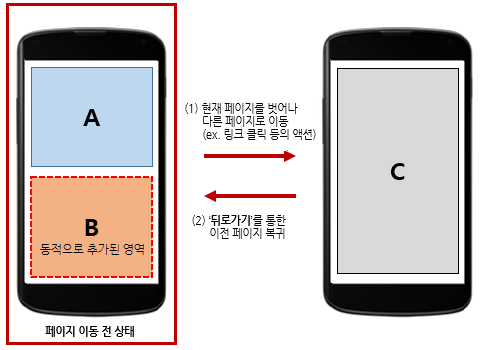 A
B
동적으로 추가된 영역
(1) 현재 페이지를 벗어나
다른 페이지로 이동
(ex. 링크 클릭 등의 액션)
(2) '뒤로가기'를 통한
이전 페이지 복귀
C
페이지 이동 전 상태